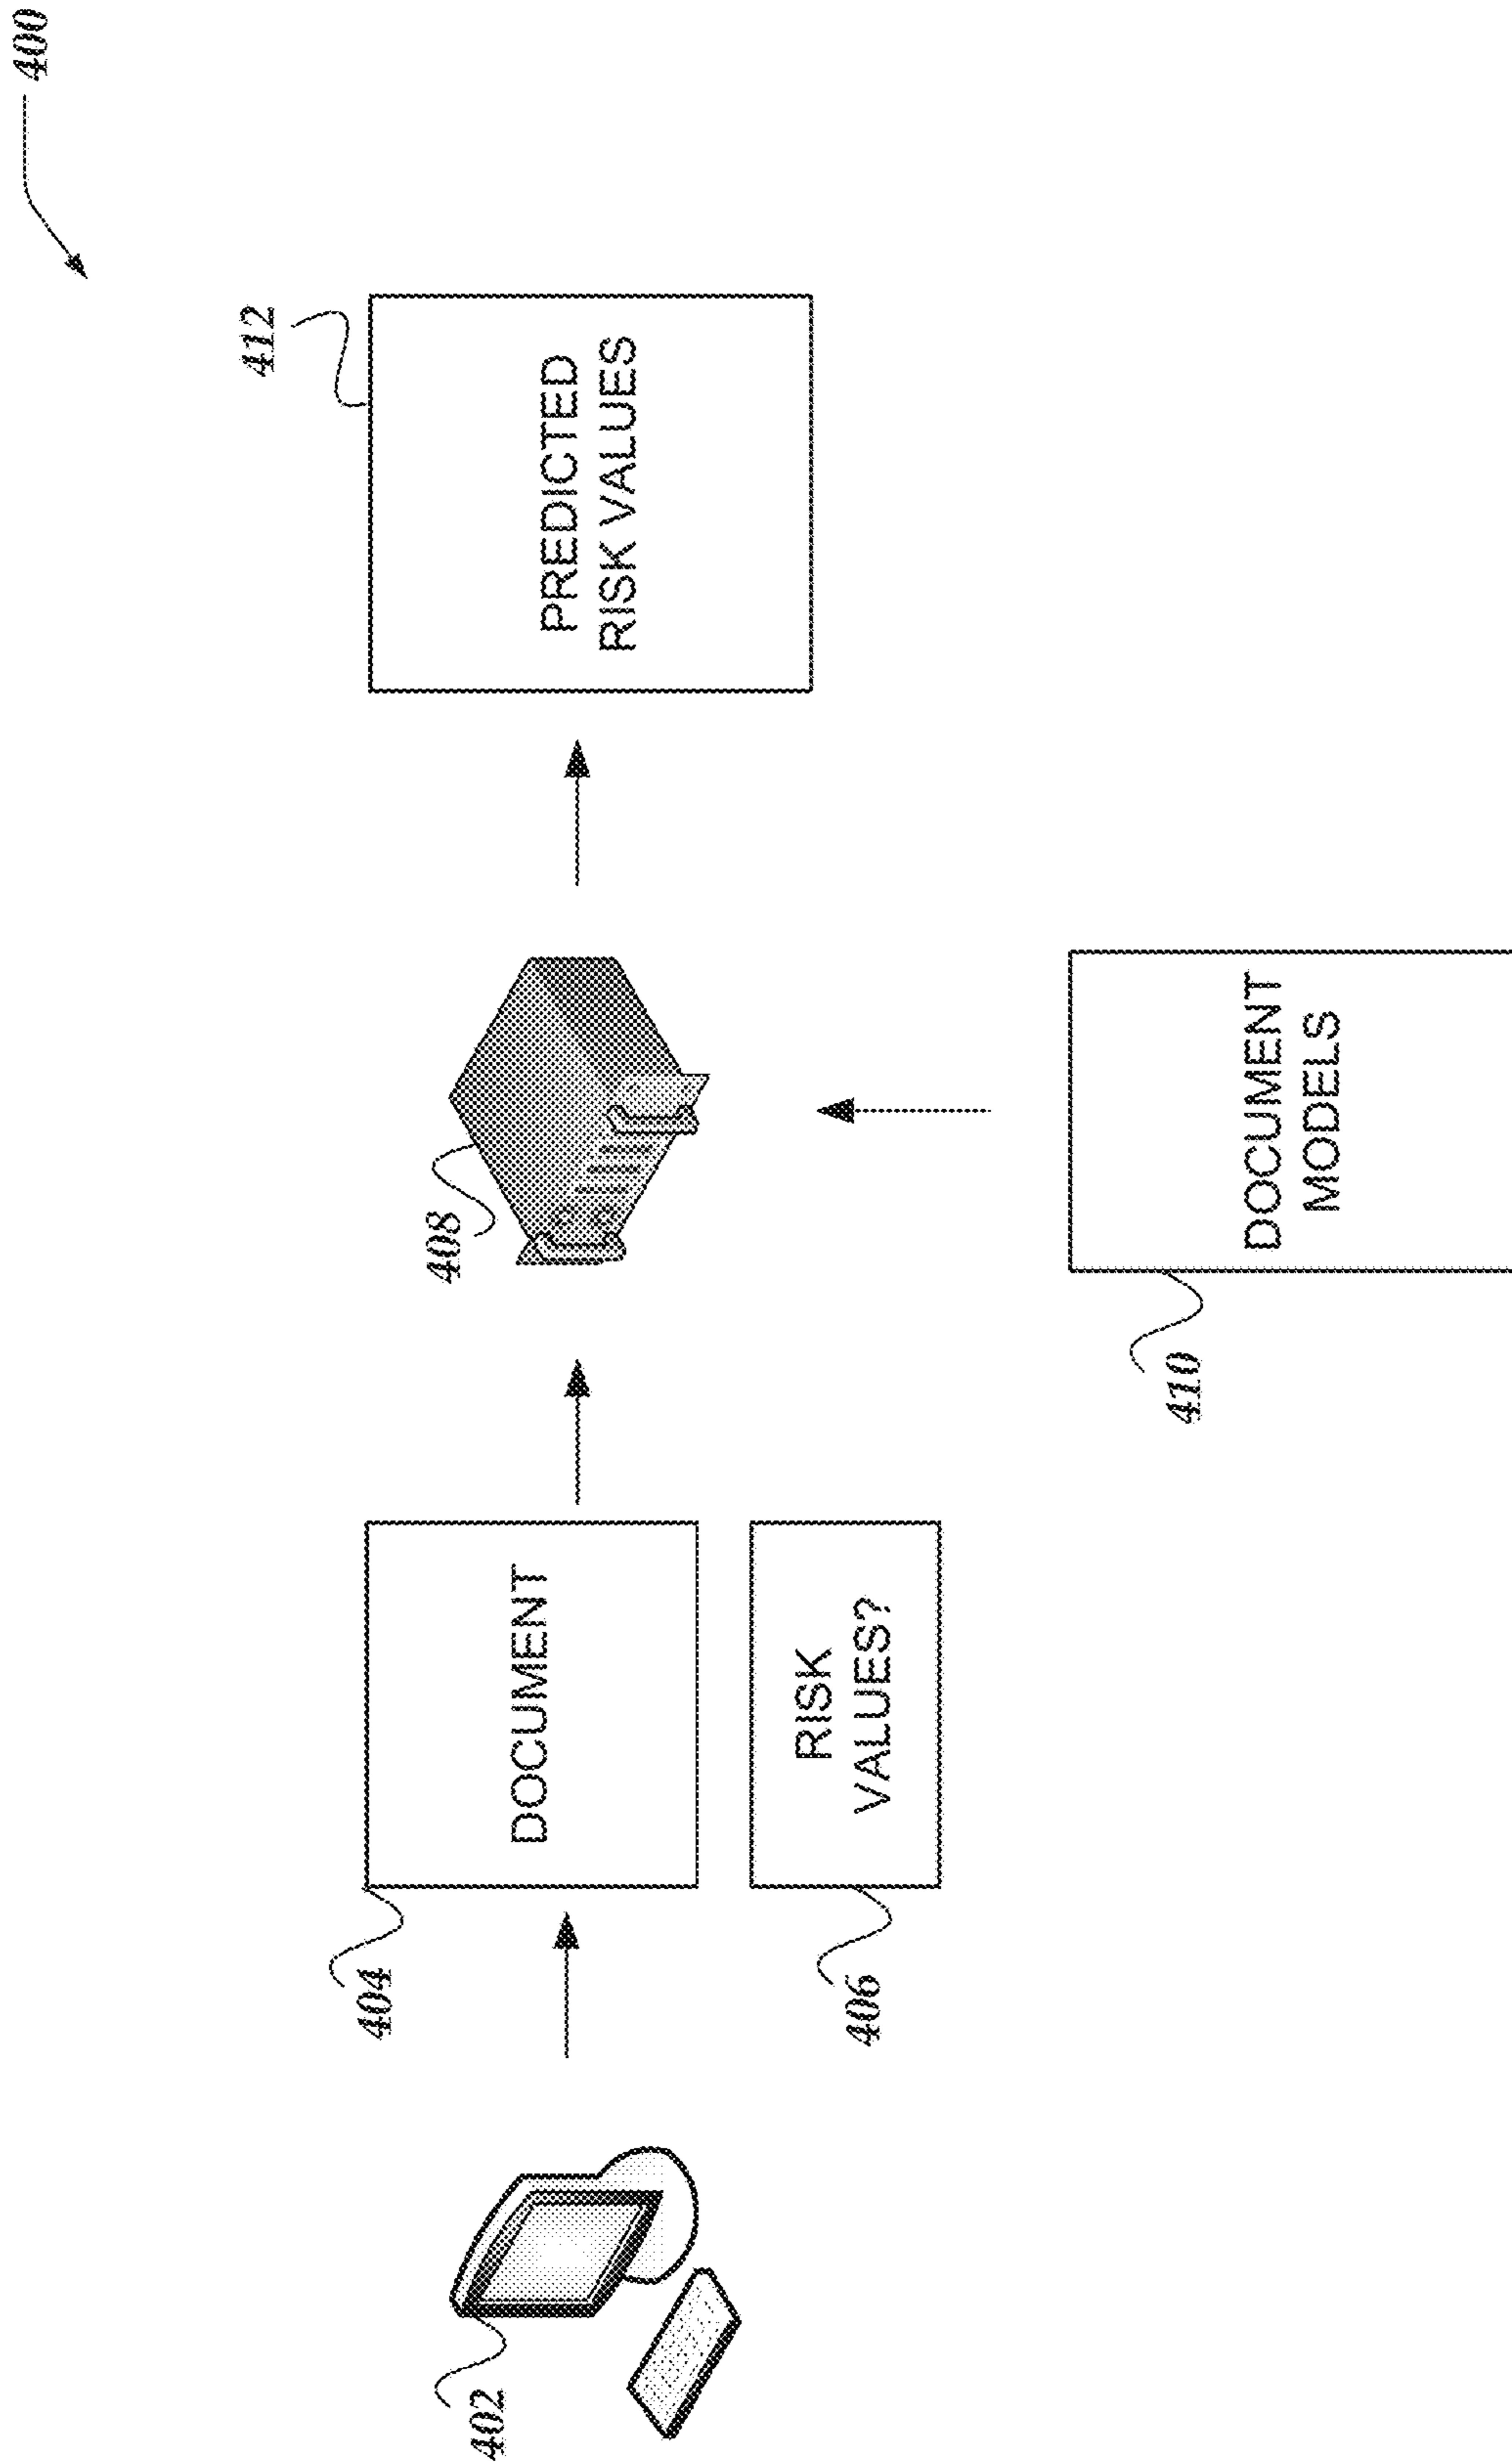 400
412
PREDICTED
RISK VALUES
408
DOCUMENT
MODELS
410
404
DOCUMENT
RISK
VALUES?
406
402